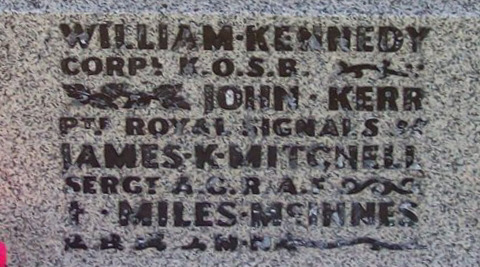 WILLIAM·KENNEDY
CORPL K.O.S.B.
JOHN·KERR
PTE ROYAL SIGNALS
JAMES·K·MITCHELL
SERGT A.G. R.A.F.
· MILES·McINNES